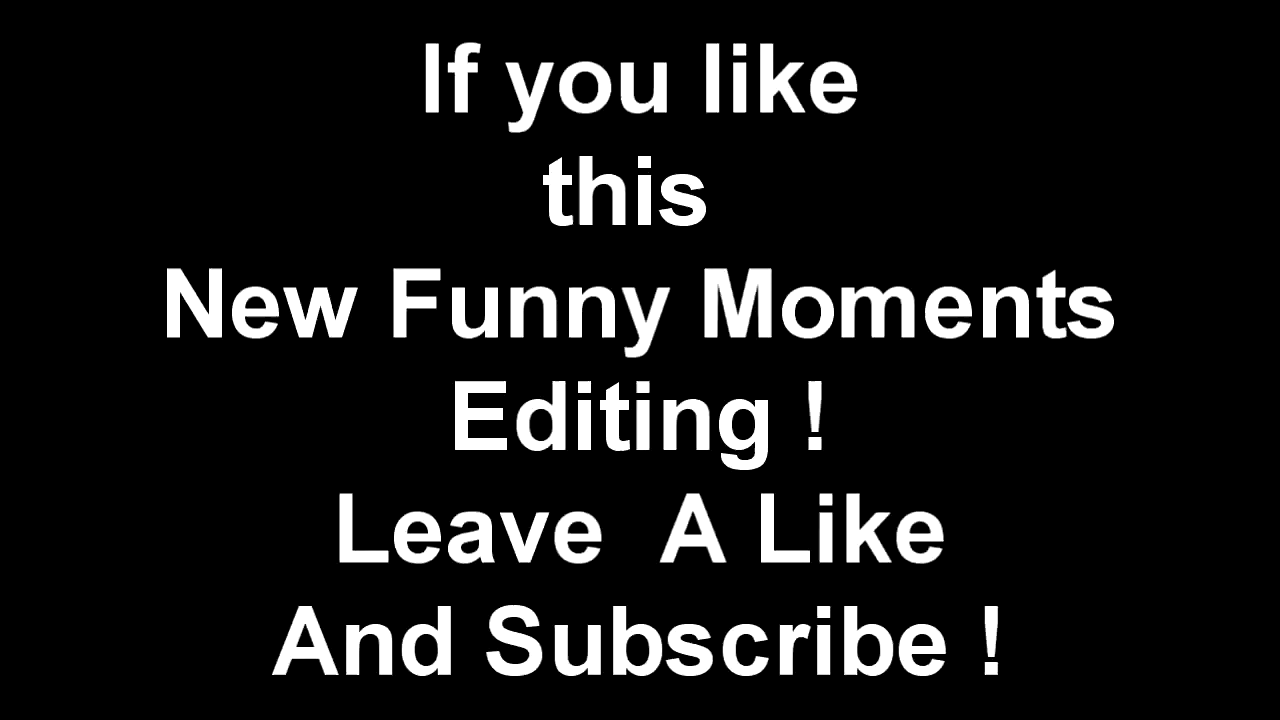 If you like
this
New Funny Moments
Editing !
Leave  A Like
And Subscribe !